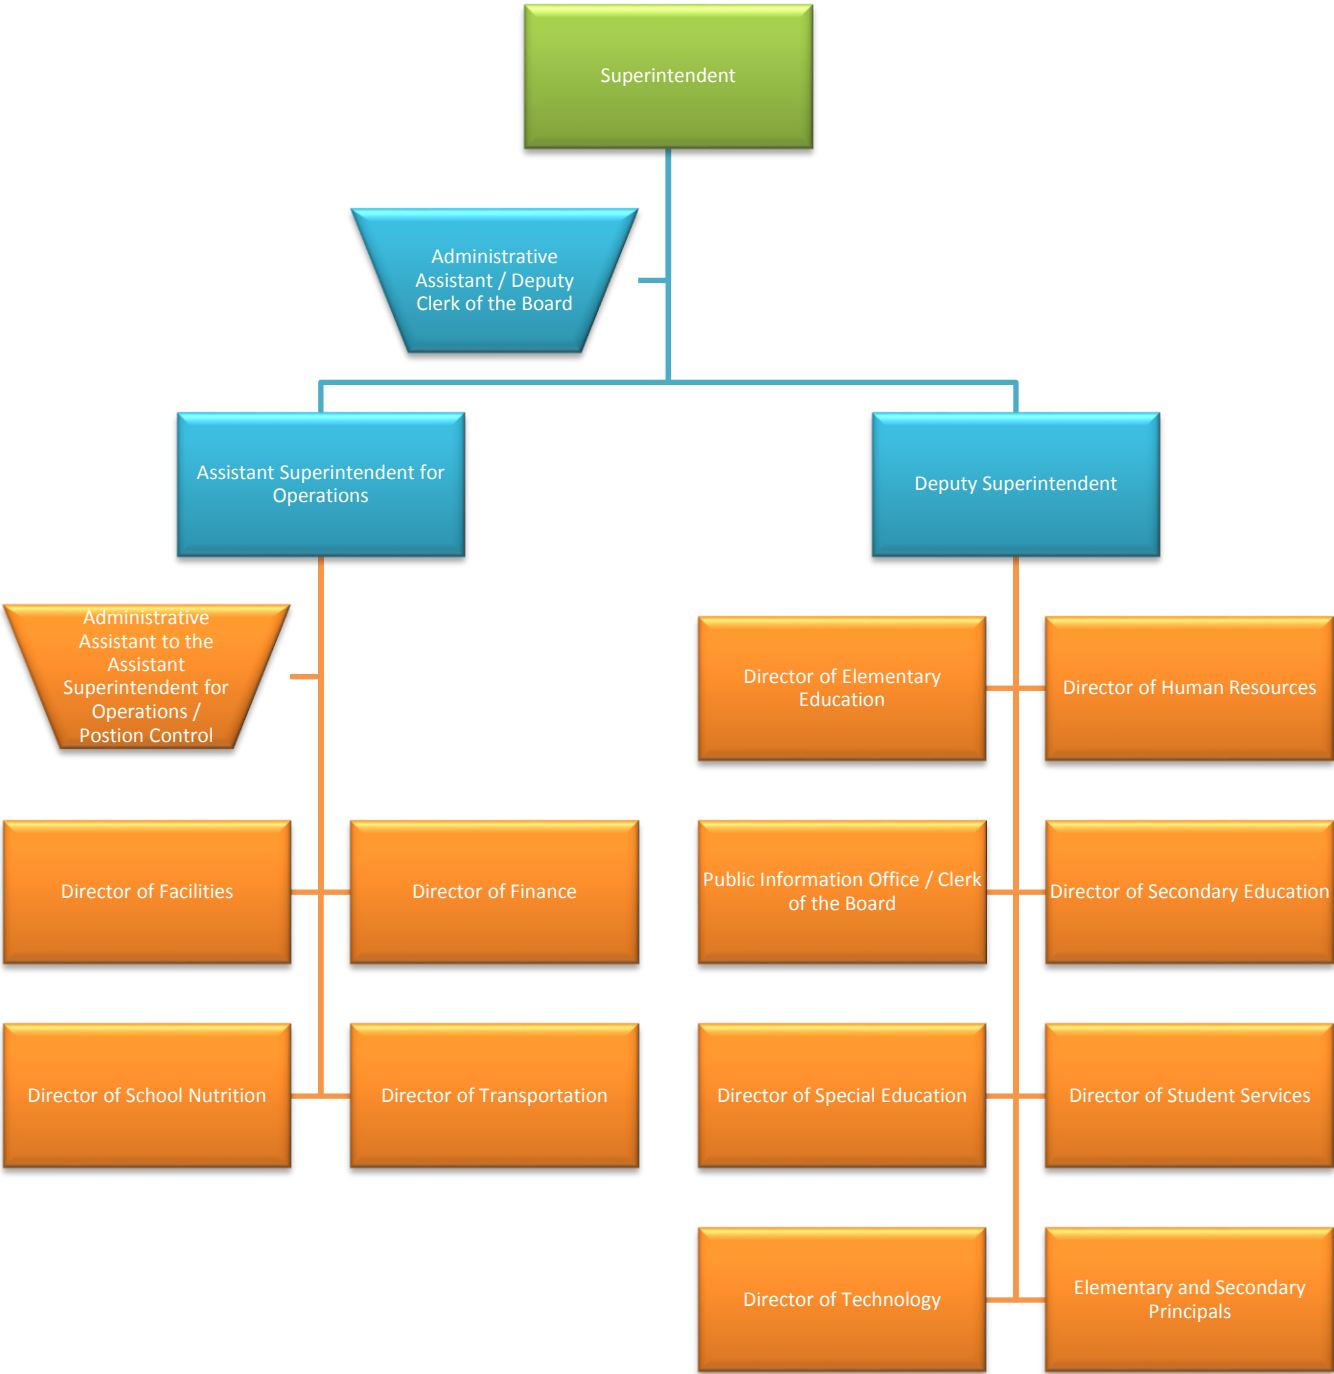 Superintendent
Administrative
Assistant / Deputy
Clerk of the Board
Assistant Superintendent for
Operations
Deputy Superintendent
Administrative
Assistant to the
Assistant
Superintendent for
Operations /
Postion Control
Director of Elementary
Education
Director of Human Resources
Director of Facilities
Director of Finance
Public Information Office / Clerk
of the Board
Director of Secondary Education
Director of School Nutrition
Director of Transportation
Director of Special Education
Director of Student Services
Director of Technology
Elementary and Secondary
Principals